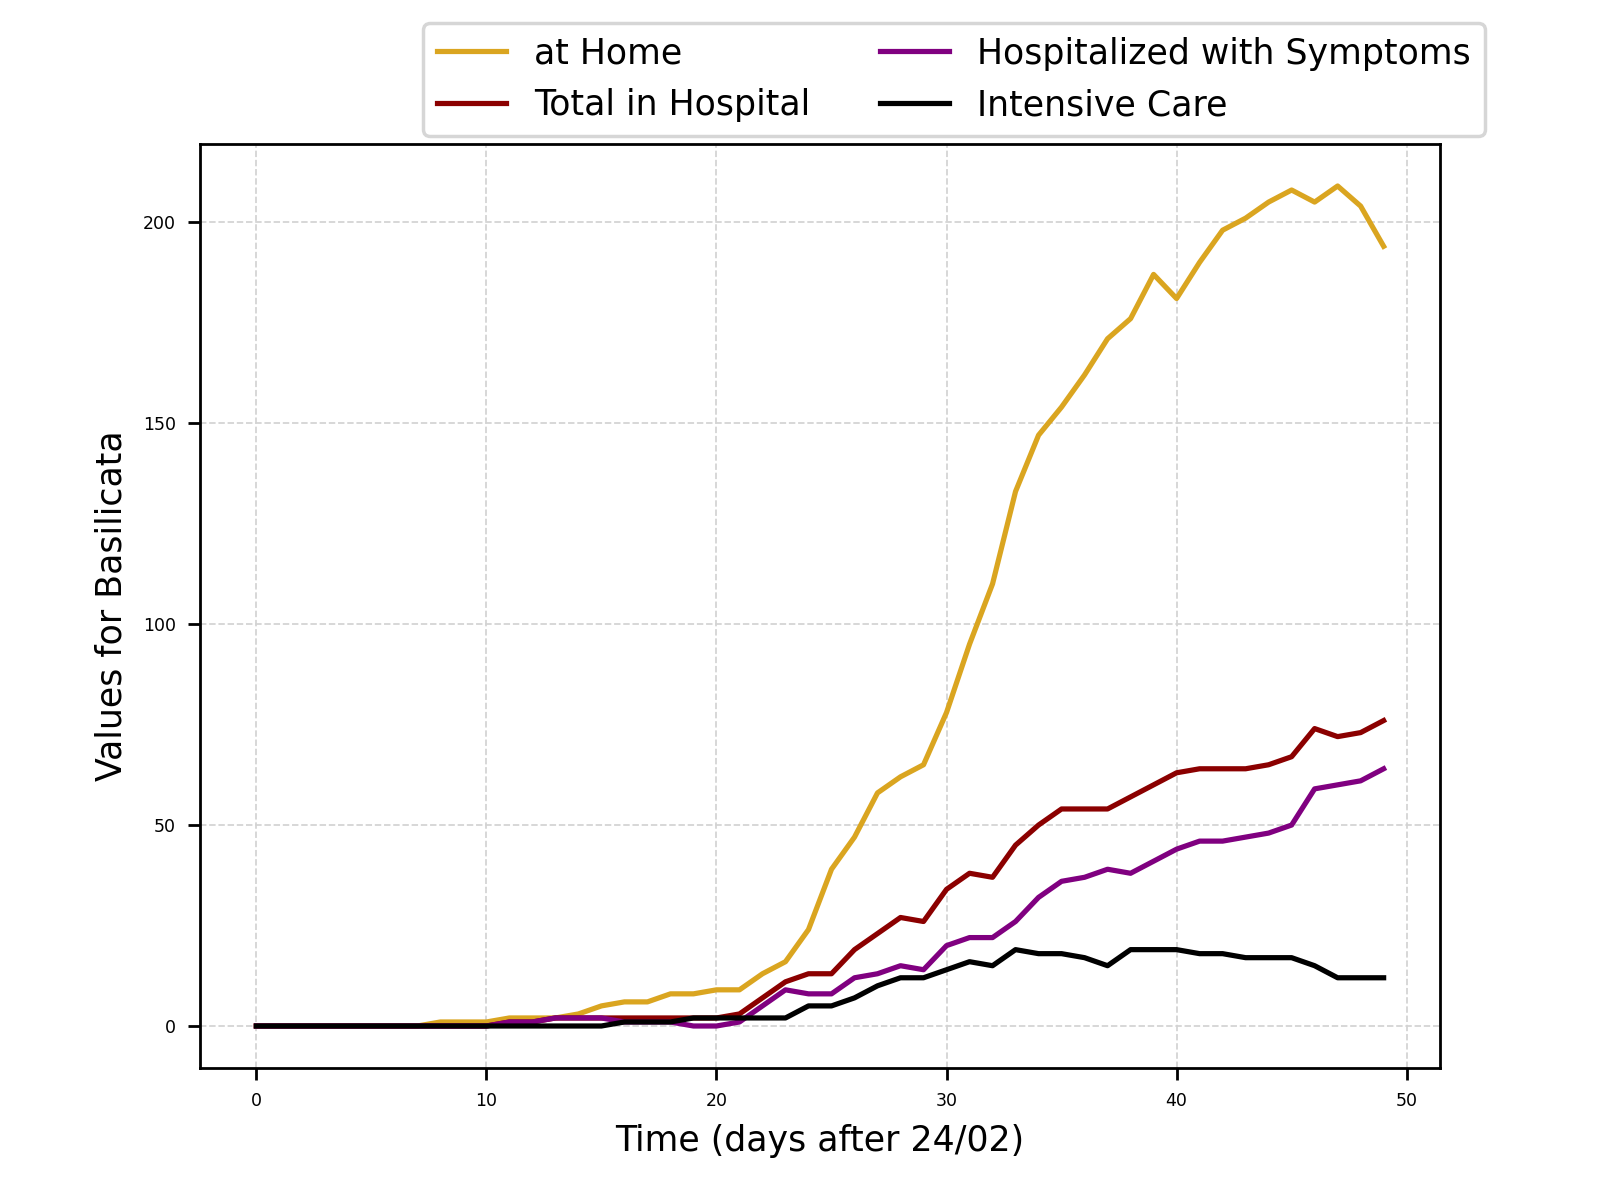 at Home
Total in Hospital
Hospitalized with Symptoms
Intensive Care
200
150
100
50
0
Values for Basilicata
0 10 20 30 40 50
Time (days after 24/02)